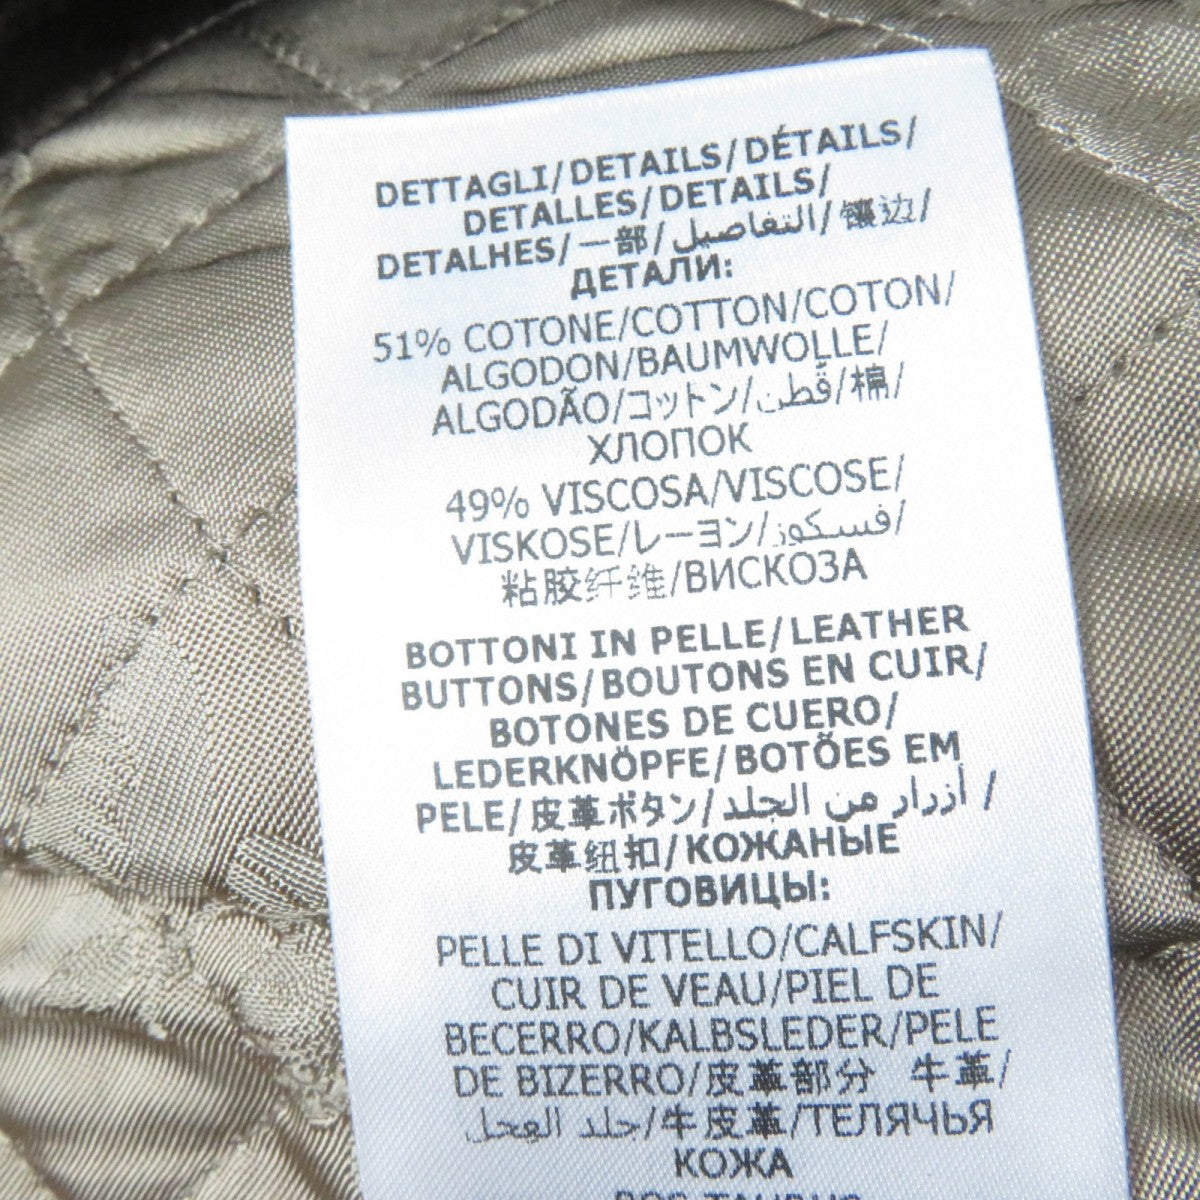 DETTAGLI/DETAILS/DÉTAILS/
DETALLES/DETAILS/
DETALHES/一部/التفاصيل/镶边/
ДЕТАЛИ:
51% COTONE/COTTON/COTON/
ALGODON/BAUMWOLLE/
ALGODÃO/コットン/قُطن/棉/
ХЛОПОК
49% VISCOSA/VISCOSE/
VISKOSE/レーヨン/فسكوز/
粘胶纤维/ВИСКОЗА
BOTTONI IN PELLE/LEATHER
BUTTONS/BOUTONS EN CUIR/
BOTONES DE CUERO/
LEDERKNÖPFE/BOTÕES EM
PELE/皮革ボタン/أزرار من الجلد/
皮革纽扣/КОЖАНЫЕ
ПУГОВИЦЫ:
PELLE DI VITELLO/CALFSKIN/
CUIR DE VEAU/PIEL DE
BECERRO/KALBSLEDER/PELE
DE BIZERRO/皮革部分 牛革/
جلد العجل/牛皮革/ТЕЛЯЧЬЯ
КОЖА
BOS TAURUS